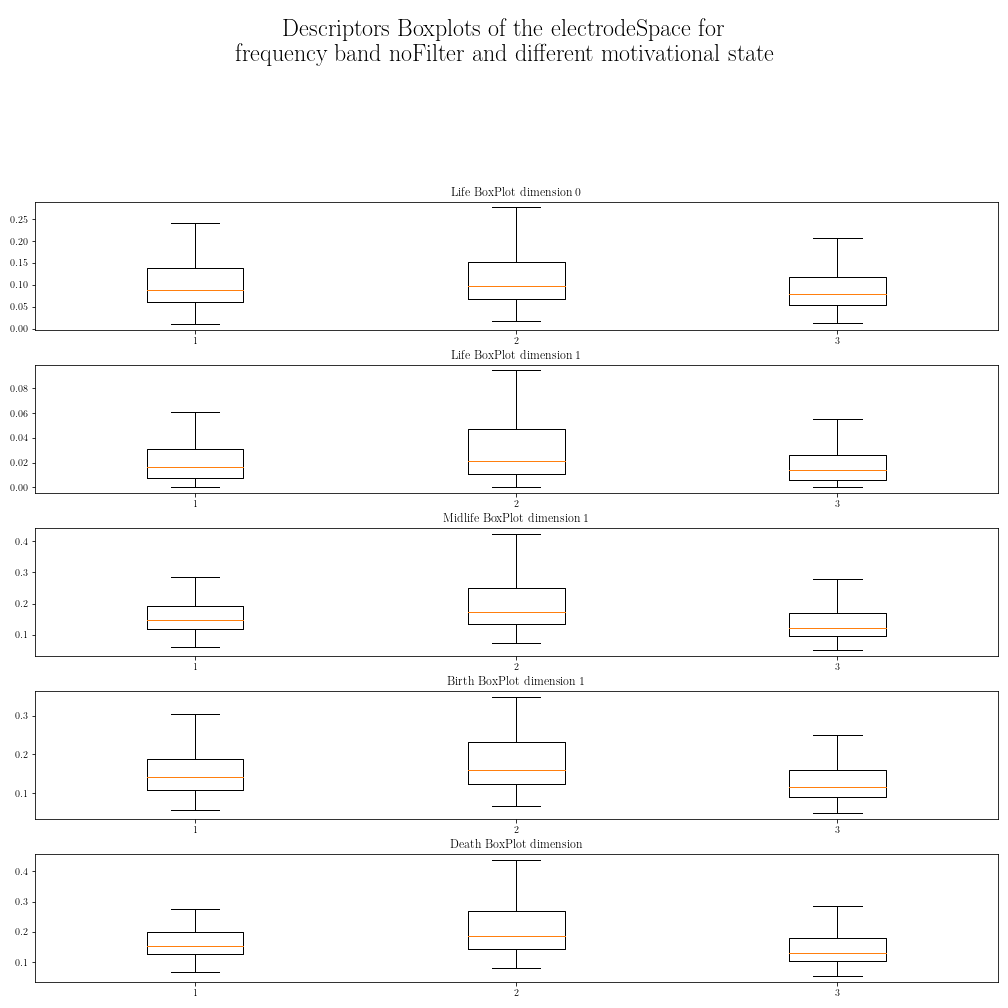 Descriptors Boxplots of the electrodeSpace for
frequency band noFilter and different motivational state
Life BoxPlot dimension 0
0.25
0.20
0.15
0.10
0.05
0.00
1 2 3
Life BoxPlot dimension 1
0.08
0.06
0.04
0.02
0.00
1 2 3
Midlife BoxPlot dimension 1
0.4
0.3
0.2
0.1
1 2 3
Birth BoxPlot dimension 1
0.3
0.2
0.1
1 2 3
Death BoxPlot dimension
0.4
0.3
0.2
0.1
1 2 3